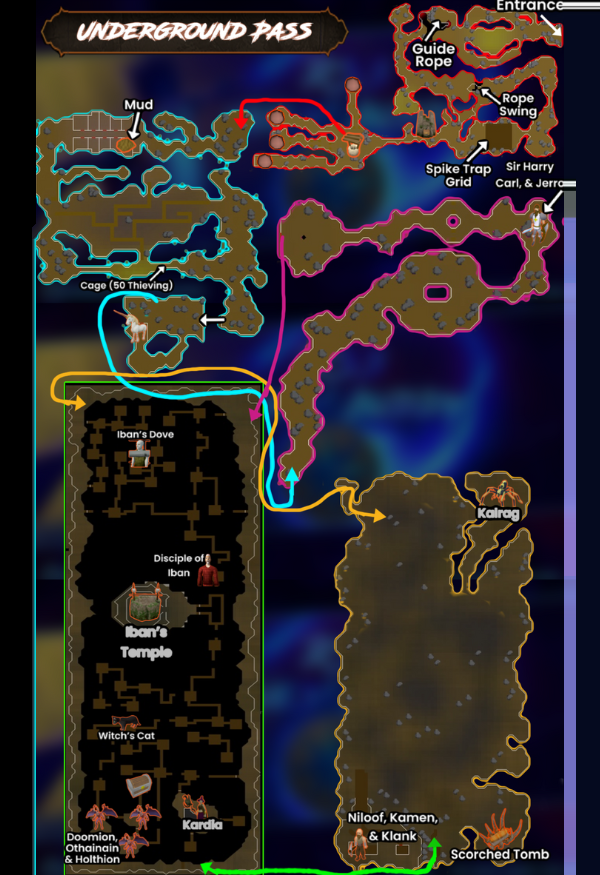 Entrance
UNDERGROUND PASS
Guide
Rope
Mud
Rope
Swing
Spike Trap
Grid
Sir Harry
Carl, & Jerro
Cage (50 Thieving)
Iban's Dove
Kalrag
Disciple of
Iban
Iban's
Temple
Witch's Cat
Kardia
Doomion,
Othainain
& Holthion
Niloof, Kamen,
& Klank
Scorched Tomb